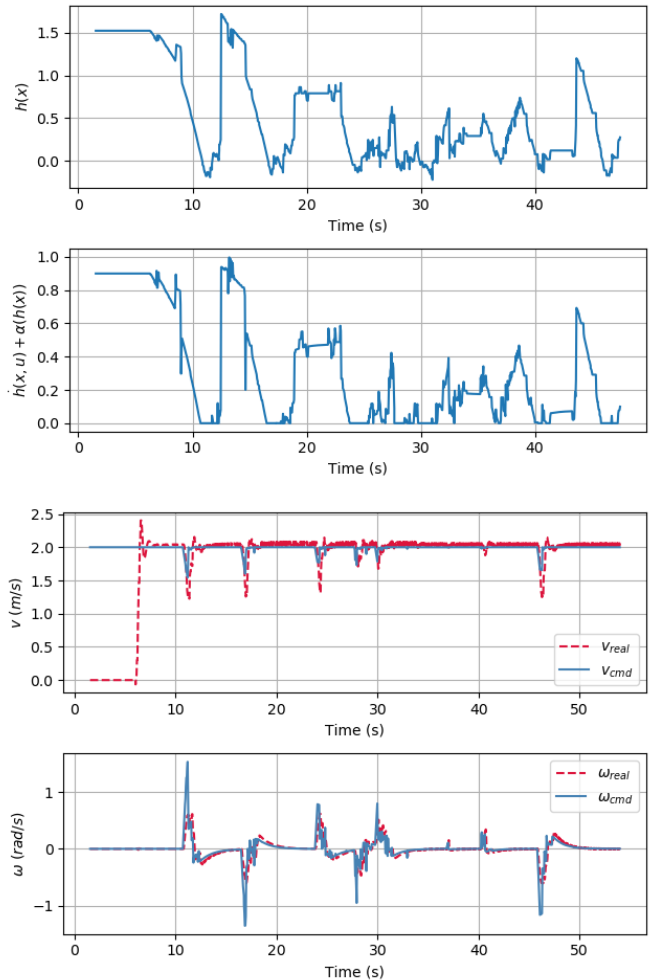 h(x)
1.5
1.0
0.5
0.0
0 10 20 30 40
Time (s)
ḣ(x, u) + α(h(x))
1.0
0.8
0.6
0.4
0.2
0.0
0 10 20 30 40
Time (s)
v (m/s)
2.5
2.0
1.5
1.0
0.5
0.0
v_real
v_cmd
0 10 20 30 40 50
Time (s)
ω (rad/s)
1
0
−1
ω_real
ω_cmd
0 10 20 30 40 50
Time (s)